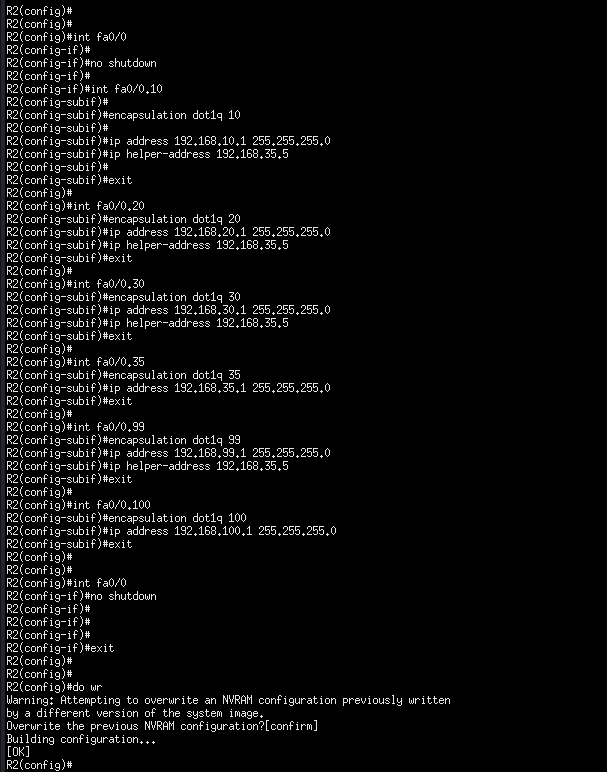 R2(config)#
R2(config)#
R2(config)#int fa0/0
R2(config-if)#
R2(config-if)#no shutdown
R2(config-if)#
R2(config-if)#int fa0/0.10
R2(config-subif)#
R2(config-subif)#encapsulation dot1q 10
R2(config-subif)#
R2(config-subif)#ip address 192.168.10.1 255.255.255.0
R2(config-subif)#ip helper-address 192.168.35.5
R2(config-subif)#
R2(config-subif)#exit
R2(config)#
R2(config)#int fa0/0.20
R2(config-subif)#encapsulation dot1q 20
R2(config-subif)#ip address 192.168.20.1 255.255.255.0
R2(config-subif)#ip helper-address 192.168.35.5
R2(config-subif)#exit
R2(config)#
R2(config)#int fa0/0.30
R2(config-subif)#encapsulation dot1q 30
R2(config-subif)#ip address 192.168.30.1 255.255.255.0
R2(config-subif)#ip helper-address 192.168.35.5
R2(config-subif)#exit
R2(config)#
R2(config)#int fa0/0.35
R2(config-subif)#encapsulation dot1q 35
R2(config-subif)#ip address 192.168.35.1 255.255.255.0
R2(config-subif)#exit
R2(config)#
R2(config)#int fa0/0.99
R2(config-subif)#encapsulation dot1q 99
R2(config-subif)#ip address 192.168.99.1 255.255.255.0
R2(config-subif)#ip helper-address 192.168.35.5
R2(config-subif)#exit
R2(config)#
R2(config)#int fa0/0.100
R2(config-subif)#encapsulation dot1q 100
R2(config-subif)#ip address 192.168.100.1 255.255.255.0
R2(config-subif)#exit
R2(config)#
R2(config)#
R2(config)#int fa0/0
R2(config-if)#no shutdown
R2(config-if)#
R2(config-if)#
R2(config-if)#
R2(config-if)#exit
R2(config)#
R2(config)#
R2(config)#do wr
Warning: Attempting to overwrite an NVRAM configuration previously written
by a different version of the system image.
Overwrite the previous NVRAM configuration?[confirm]
Building configuration...
[OK]
R2(config)#